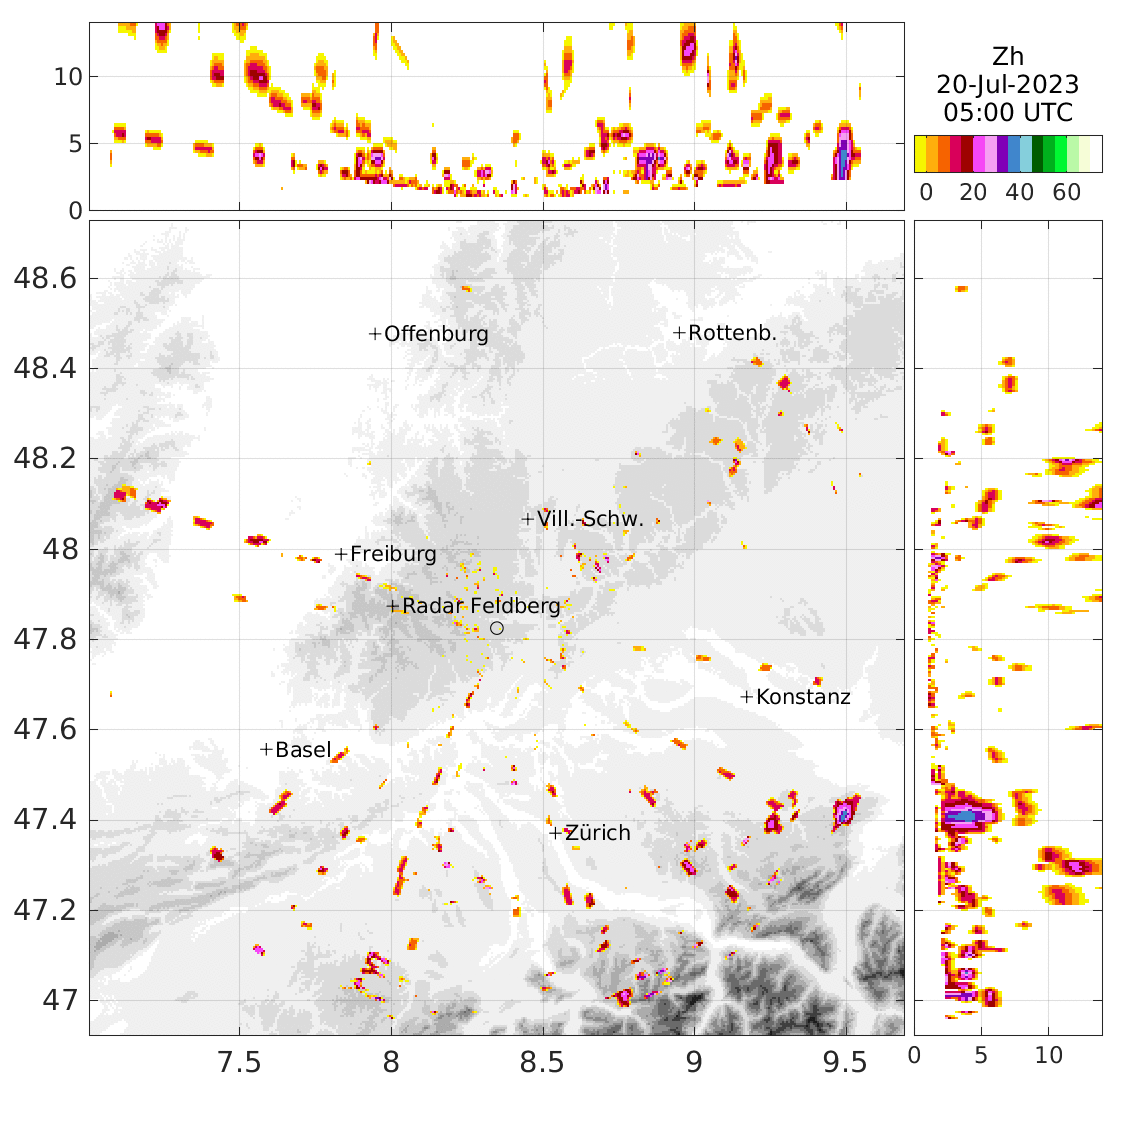 Zh
20-Jul-2023
05:00 UTC
0 20 40 60
10
5
0
48.6
48.4
48.2
48
47.8
47.6
47.4
47.2
47
+Offenburg
+Rottenb.
+Vill.-Schw.
+Freiburg
+Radar Feldberg
+Konstanz
+Basel
+Zürich
7.5 8 8.5 9 9.5
0 5 10